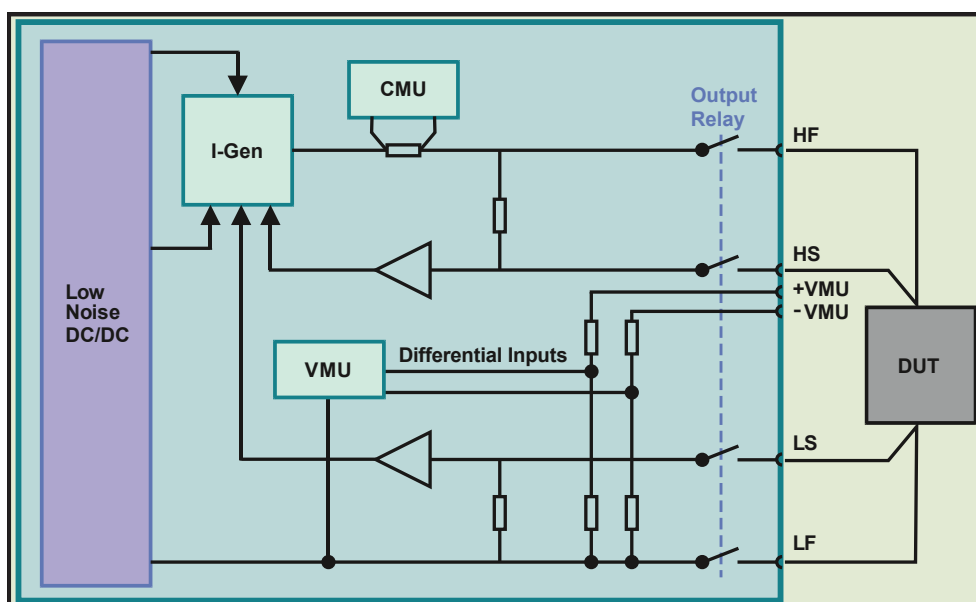 CMU
Output
Relay
HF
I-Gen
HS
+VMU
-VMU
Low
Noise
DC/DC
Differential Inputs
VMU
DUT
LS
LF